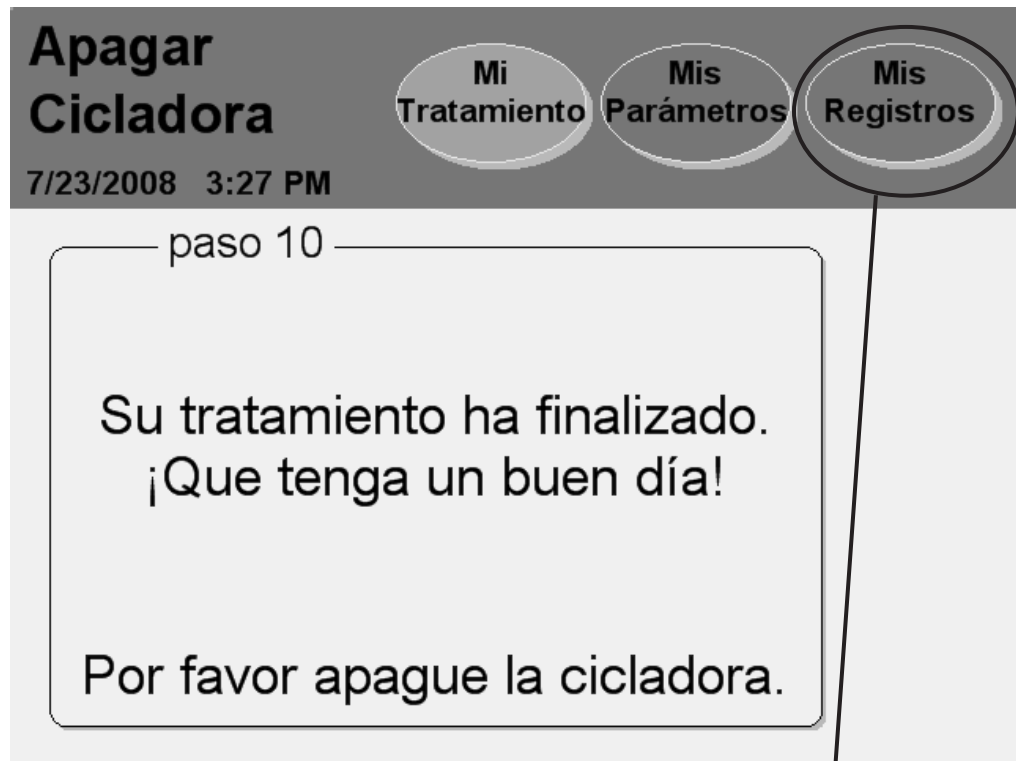 Apagar
Cicladora
7/23/2008 3:27 PM
Mi
Tratamiento
Mis
Parámetros
Mis
Registros
paso 10
Su tratamiento ha finalizado.
¡Que tenga un buen día!
Por favor apague la cicladora.